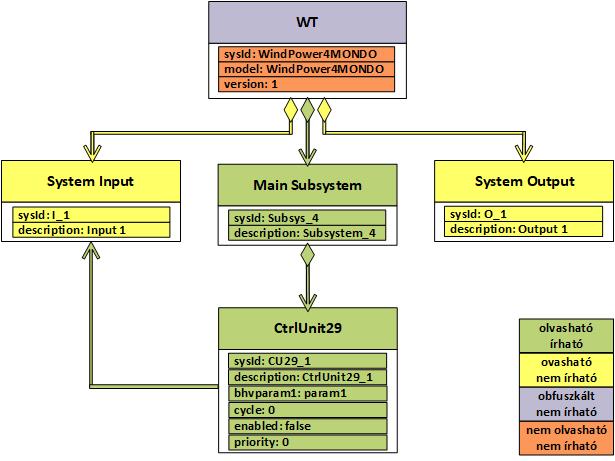 WT
sysId: WindPower4MONDO
model: WindPower4MONDO
version: 1
System Input
sysId: I_1
description: Input 1
Main Subsystem
sysId: Subsys_4
description: Subsystem_4
System Output
sysId: O_1
description: Output 1
CtrlUnit29
sysId: CU29_1
description: CtrlUnit29_1
bhvparam1: param1
cycle: 0
enabled: false
priority: 0
olvasható
írható
ovasható
nem írható
obfuszkált
nem írható
nem olvasható
nem írható